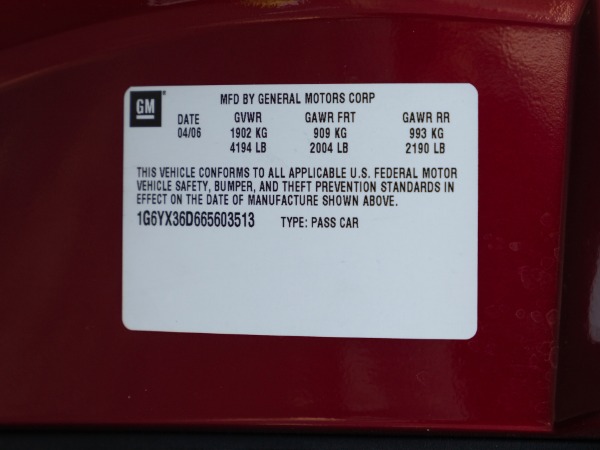 GM
MFD BY GENERAL MOTORS CORP
DATE GVWR GAWR FRT GAWR RR
04/06 1902 KG 909 KG 993 KG
4194 LB 2004 LB 2190 LB
THIS VEHICLE CONFORMS TO ALL APPLICABLE U.S. FEDERAL MOTOR
VEHICLE SAFETY, BUMPER, AND THEFT PREVENTION STANDARDS IN
EFFECT ON THE DATE OF MANUFACTURE SHOWN ABOVE.
1G6YX36D665603513 TYPE: PASS CAR